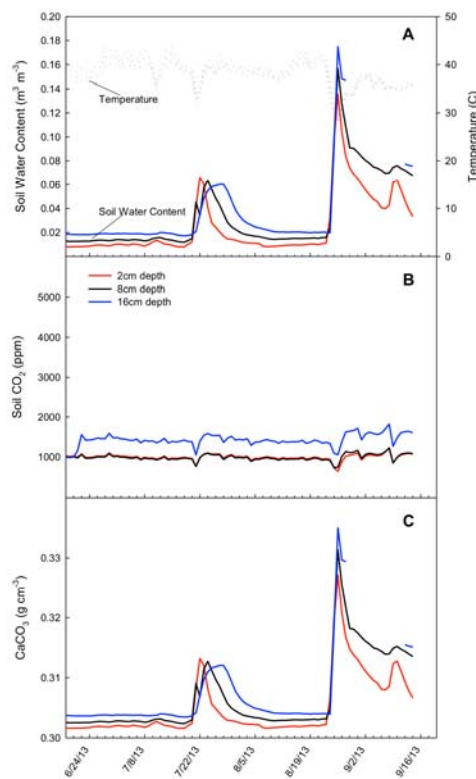 0.20
0.18
0.16
0.14
0.12
0.10
0.08
0.06
0.04
0.02
Soil Water Content (m³ m⁻³)
A
Temperature
Soil Water Content
50
40
30
20
10
0
Temperature (C)
B
2cm depth
8cm depth
16cm depth
5000
4000
3000
2000
1000
Soil CO₂ (ppm)
C
0.33
0.32
0.31
0.30
CaCO₃ (g cm⁻³)
6/24/13
7/8/13
7/22/13
8/5/13
8/19/13
9/2/13
9/16/13